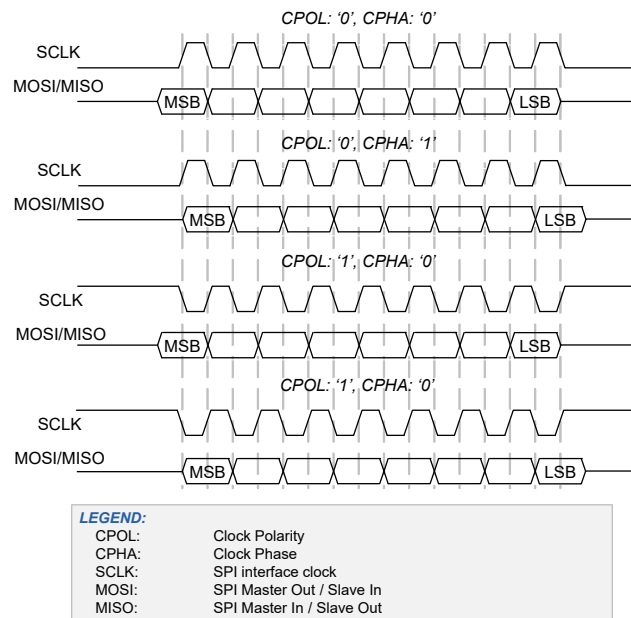 CPOL: ‘0’, CPHA: ‘0’
SCLK
MOSI/MISO
MSB LSB
CPOL: ‘0’, CPHA: ‘1’
SCLK
MOSI/MISO
MSB LSB
CPOL: ‘1’, CPHA: ‘0’
SCLK
MOSI/MISO
MSB LSB
CPOL: ‘1’, CPHA: ‘0’
SCLK
MOSI/MISO
MSB LSB
LEGEND:
CPOL: Clock Polarity
CPHA: Clock Phase
SCLK: SPI interface clock
MOSI: SPI Master Out / Slave In
MISO: SPI Master In / Slave Out